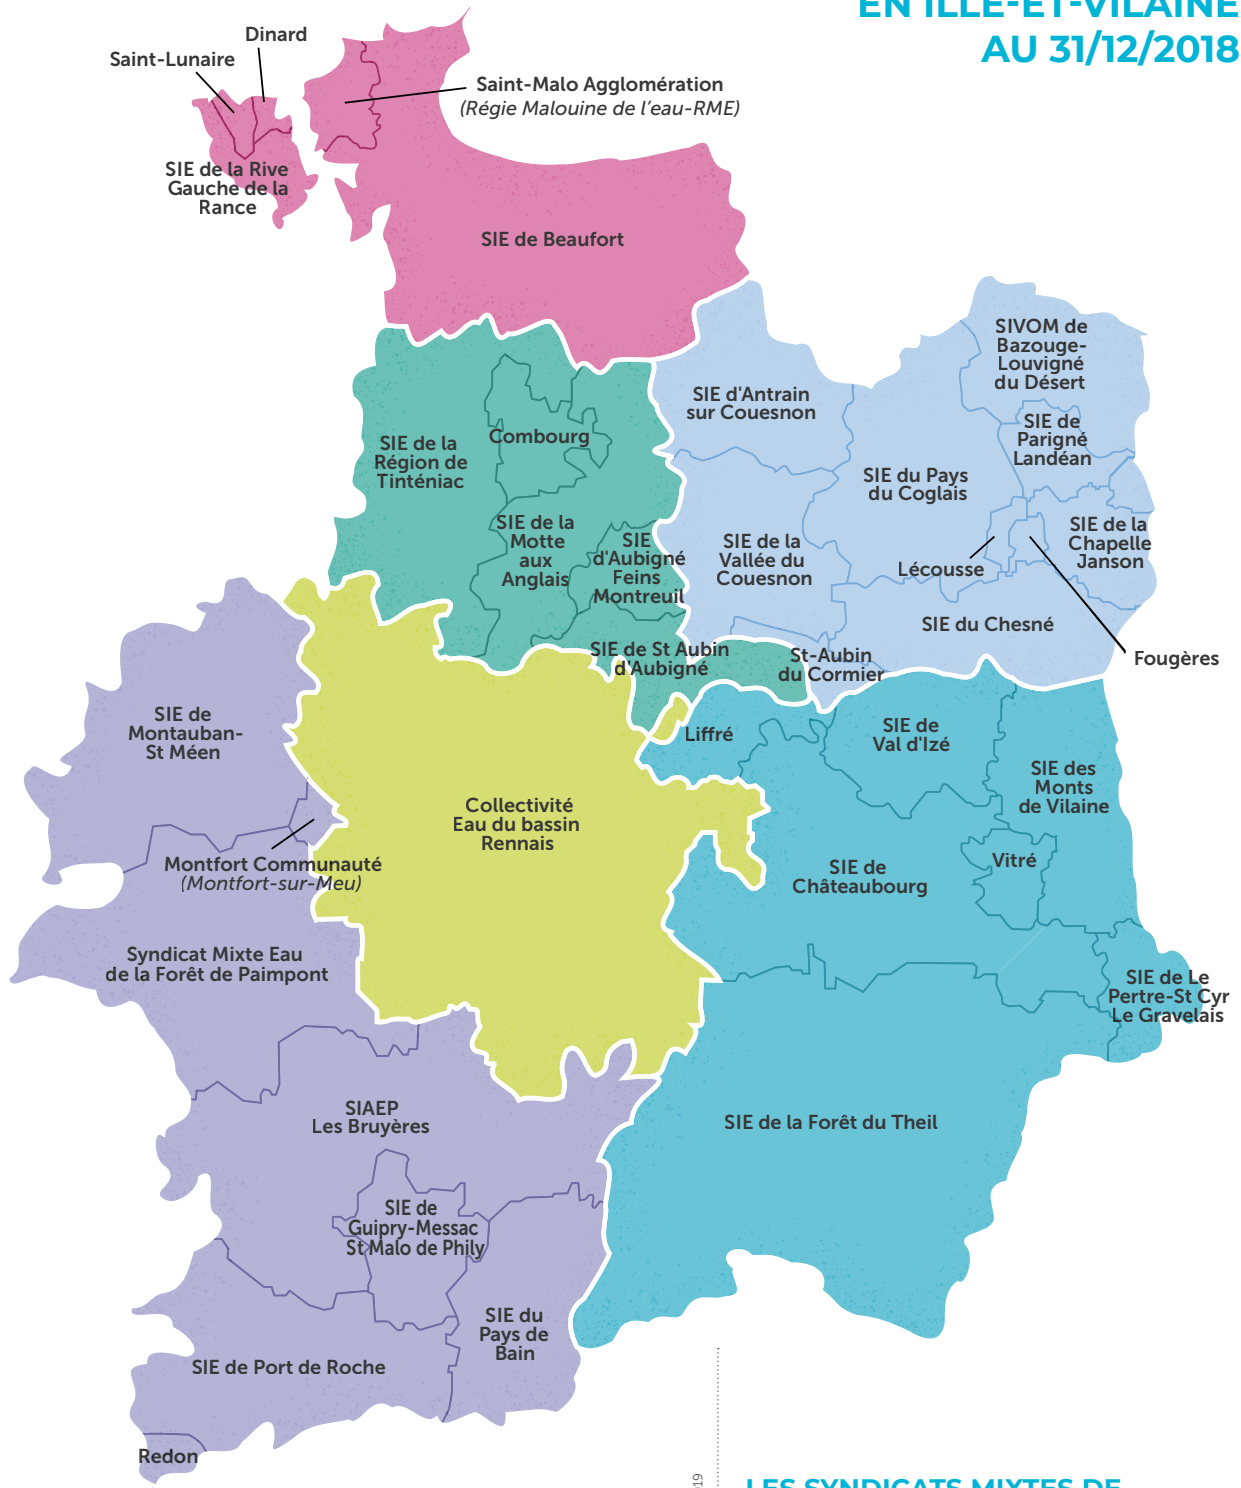 EN ILLE-ET-VILAINE
AU 31/12/2018
Dinard
Saint-Lunaire
Saint-Malo Agglomération
(Régie Malouine de l'eau-RME)
SIE de la Rive
Gauche de la
Rance
SIE de Beaufort
SIVOM de
Bazouge-
Louvigné
du Désert
SIE d'Antrain
sur Couesnon
SIE de
Parigné
Landéan
Combourg
SIE de la
Région de
Tinténiac
SIE du Pays
du Coglais
SIE de la
Motte
aux
Anglais
SIE
d'Aubigné
Feins
Montreuil
SIE de la
Vallée du
Couesnon
Lécousse
SIE de la
Chapelle
Janson
SIE du Chesné
Fougères
SIE de St Aubin
d'Aubigné
St-Aubin
du Cormier
SIE de
Montauban-
St Méen
Liffré
SIE de
Val d'Izé
SIE des
Monts
de Vilaine
Collectivité
Eau du bassin
Rennais
Montfort Communauté
(Montfort-sur-Meu)
SIE de
Châteaubourg
Vitré
Syndicat Mixte Eau
de la Forêt de Paimpont
SIE de Le
Pertre-St Cyr
Le Gravelais
SIAEP
Les Bruyères
SIE de la Forêt du Theil
SIE de
Guipry-Messac
St Malo de Phily
SIE du
Pays de
Bain
SIE de Port de Roche
Redon
LES SYNDICATS MIXTES DE